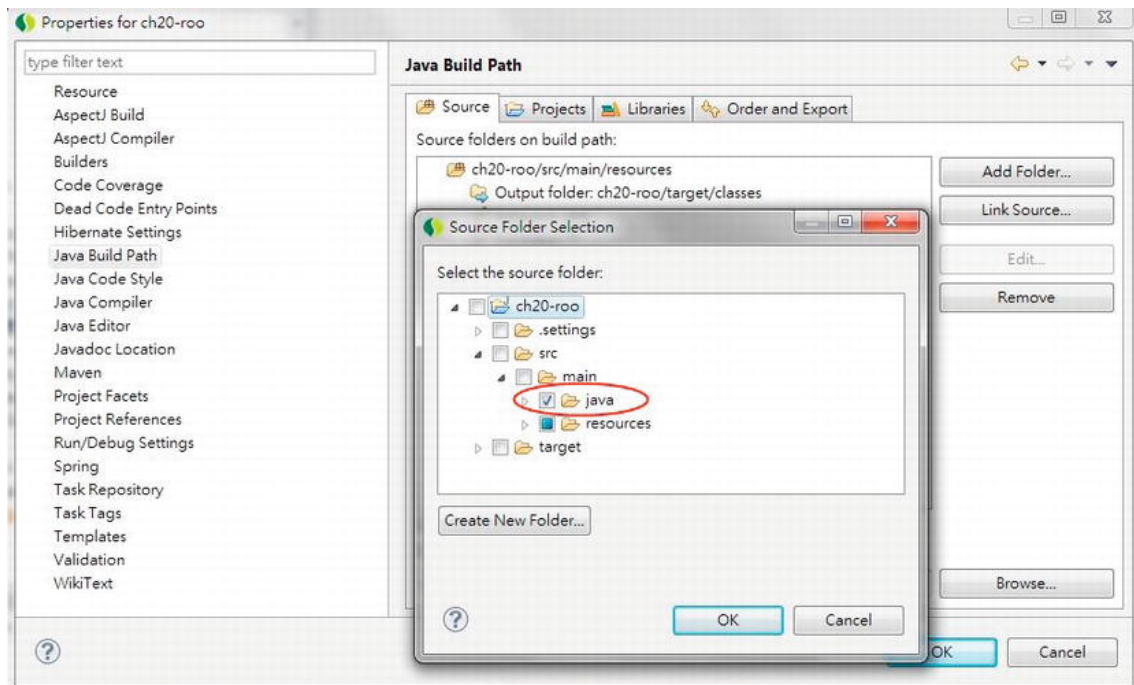 Properties for ch20-roo
type filter text
Resource
AspectJ Build
AspectJ Compiler
Builders
Code Coverage
Dead Code Entry Points
Hibernate Settings
Java Build Path
Java Code Style
Java Compiler
Java Editor
Javadoc Location
Maven
Project Facets
Project References
Run/Debug Settings
Spring
Task Repository
Task Tags
Templates
Validation
WikiText
Java Build Path
Source
Projects
Libraries
Order and Export
Source folders on build path:
ch20-roo/src/main/resources
Output folder: ch20-roo/target/classes
Add Folder...
Link Source...
Edit...
Remove
Browse...
Source Folder Selection
Select the source folder:
ch20-roo
.settings
src
main
java
resources
target
Create New Folder...
OK
Cancel
OK
Cancel